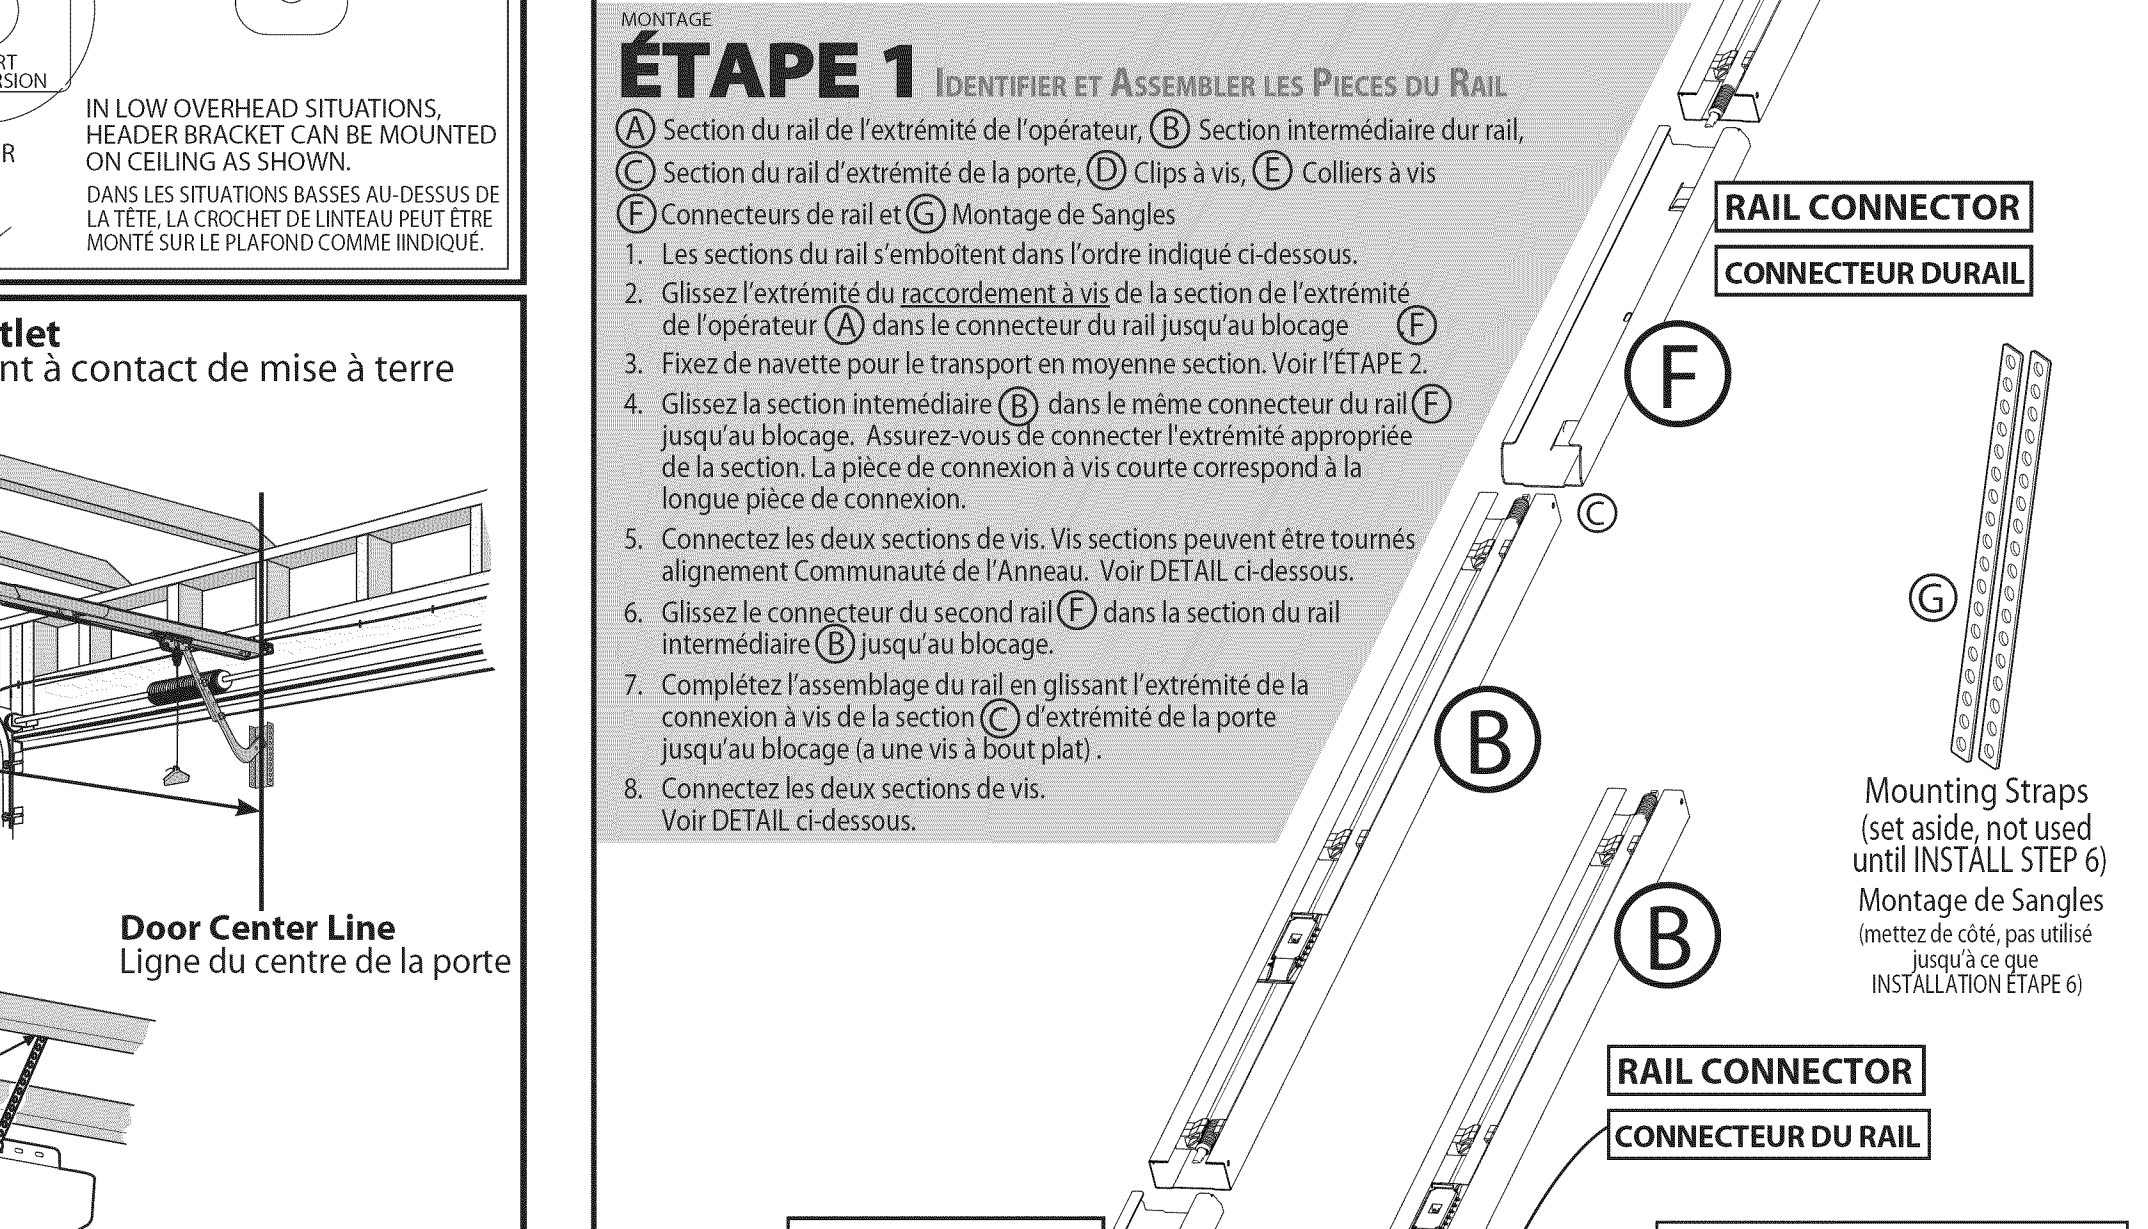 RT
RSION
R
IN LOW OVERHEAD SITUATIONS,
HEADER BRACKET CAN BE MOUNTED
ON CEILING AS SHOWN.
DANS LES SITUATIONS BASSES AU-DESSUS DE
LA TÊTE, LA CROCHET DE LINTEAU PEUT ÊTRE
MONTÉ SUR LE PLAFOND COMME IINDIQUÉ.
tlet
nt à contact de mise à terre
Door Center Line
Ligne du centre de la porte
MONTAGE
ÉTAPE 1 IDENTIFIER ET ASSEMBLER LES PIECES DU RAIL
A Section du rail de l'extrémité de l'opérateur, B Section intermédiaire dur rail,
C Section du rail d'extrémité de la porte, D Clips à vis, E Colliers à vis
F Connecteurs de rail et G Montage de Sangles
1. Les sections du rail s'emboîtent dans l'ordre indiqué ci-dessous.
2. Glissez l'extrémité du raccordement à vis de la section de l'extrémité
de l'opérateur A dans le connecteur du rail jusqu'au blocage F
3. Fixez de navette pour le transport en moyenne section. Voir l'ÉTAPE 2.
4. Glissez la section intemédiaire B dans le même connecteur du rail F
jusqu'au blocage. Assurez-vous de connecter l'extrémité appropriée
de la section. La pièce de connexion à vis courte correspond à la
longue pièce de connexion.
5. Connectez les deux sections de vis. Vis sections peuvent être tournés
alignement Communauté de l'Anneau. Voir DETAIL ci-dessous.
6. Glissez le connecteur du second rail F dans la section du rail
intermédiaire B jusqu'au blocage.
7. Complétez l'assemblage du rail en glissant l'extrémité de la
connexion à vis de la section C d'extrémité de la porte
jusqu'au blocage (a une vis à bout plat) .
8. Connectez les deux sections de vis.
Voir DETAIL ci-dessous.
RAIL CONNECTOR
CONNECTEUR DURAIL
F
C
G
B
Mounting Straps
(set aside, not used
until INSTALL STEP 6)
Montage de Sangles
(mettez de côté, pas utilisé
jusqu'à ce que
INSTALLATION ÉTAPE 6)
B
RAIL CONNECTOR
CONNECTEUR DU RAIL